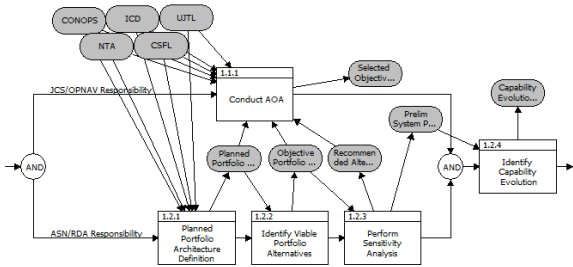 CONOPS
ICD
UJTL
NTA
CSFL
1.1.1
Conduct AOA
Selected
Objectiv...
Capability
Evolutio...
JCS/OPNAV Responsibility
Prelim
System P...
Planned
Portfolio ...
Objective
Portfolio ...
Recommen
ded Alte...
1.2.4
Identify
Capability
Evolution
AND
AND
ASN/RDA Responsibility
1.2.1
Planned
Portfolio
Architecture
Definition
1.2.2
Identify Viable
Portfolio
Alternatives
1.2.3
Perform
Sensitivity
Analysis